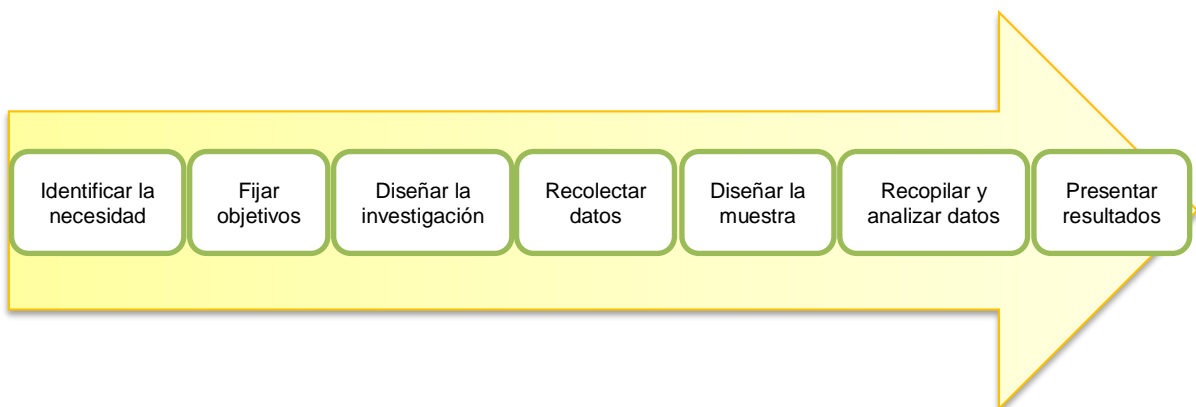 Identificar la
necesidad
Fijar
objetivos
Diseñar la
investigación
Recolectar
datos
Diseñar la
muestra
Recopilar y
analizar datos
Presentar
resultados